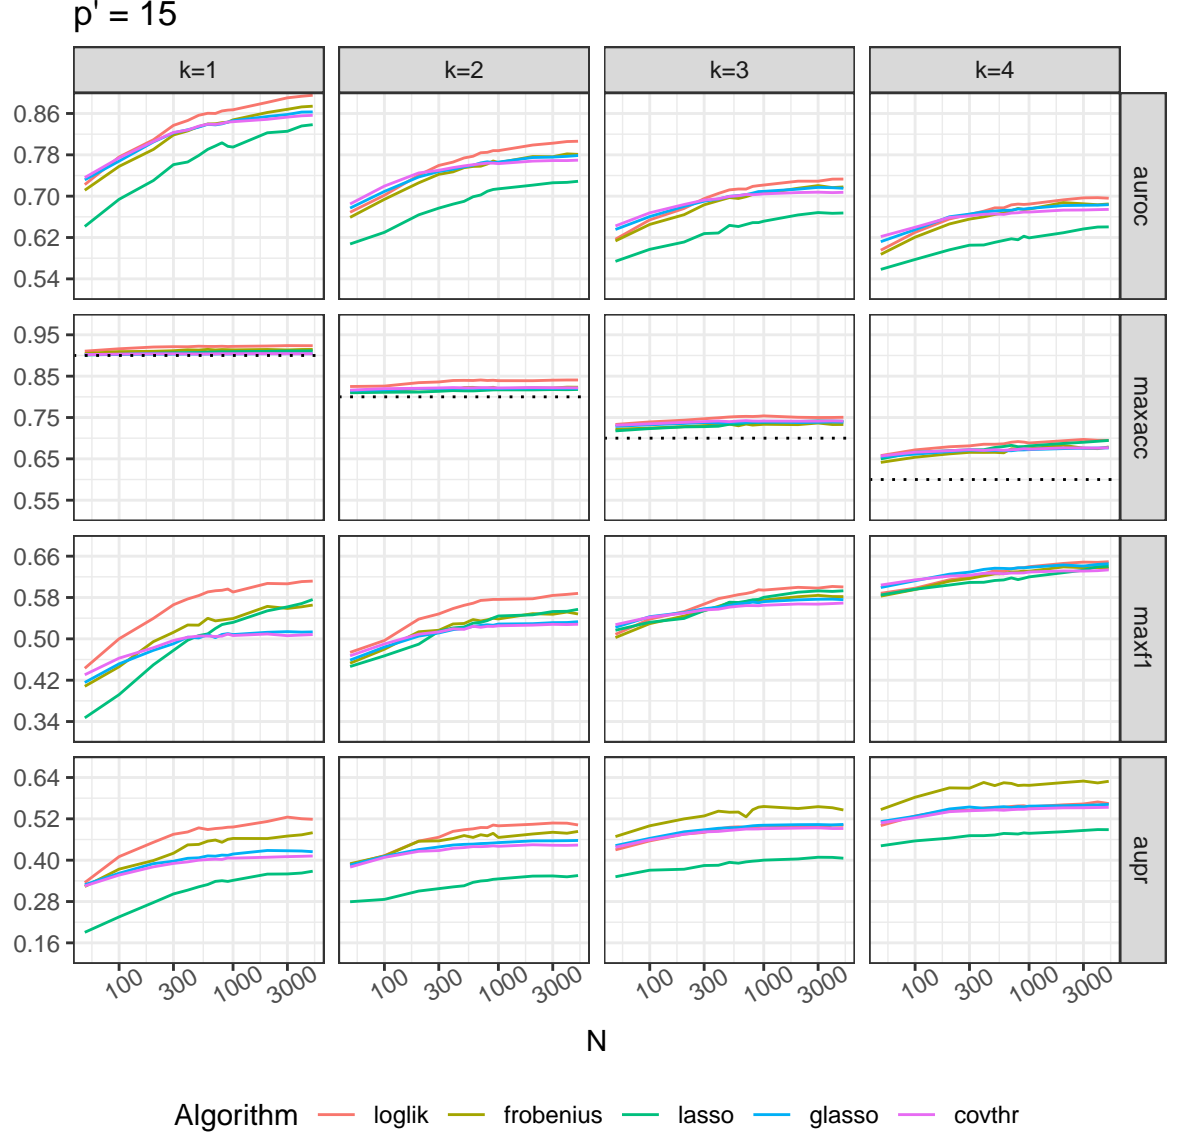 p' = 15
k=1 k=2 k=3 k=4
0.86
0.78
0.70
0.62
0.54
auroc
0.95
0.85
0.75
0.65
0.55
maxacc
0.66
0.58
0.50
0.42
0.34
maxf1
0.64
0.52
0.40
0.28
0.16
aupr
100 300 1000 3000 100 300 1000 3000 100 300 1000 3000 100 300 1000 3000
N
Algorithm loglik frobenius lasso glasso covthr